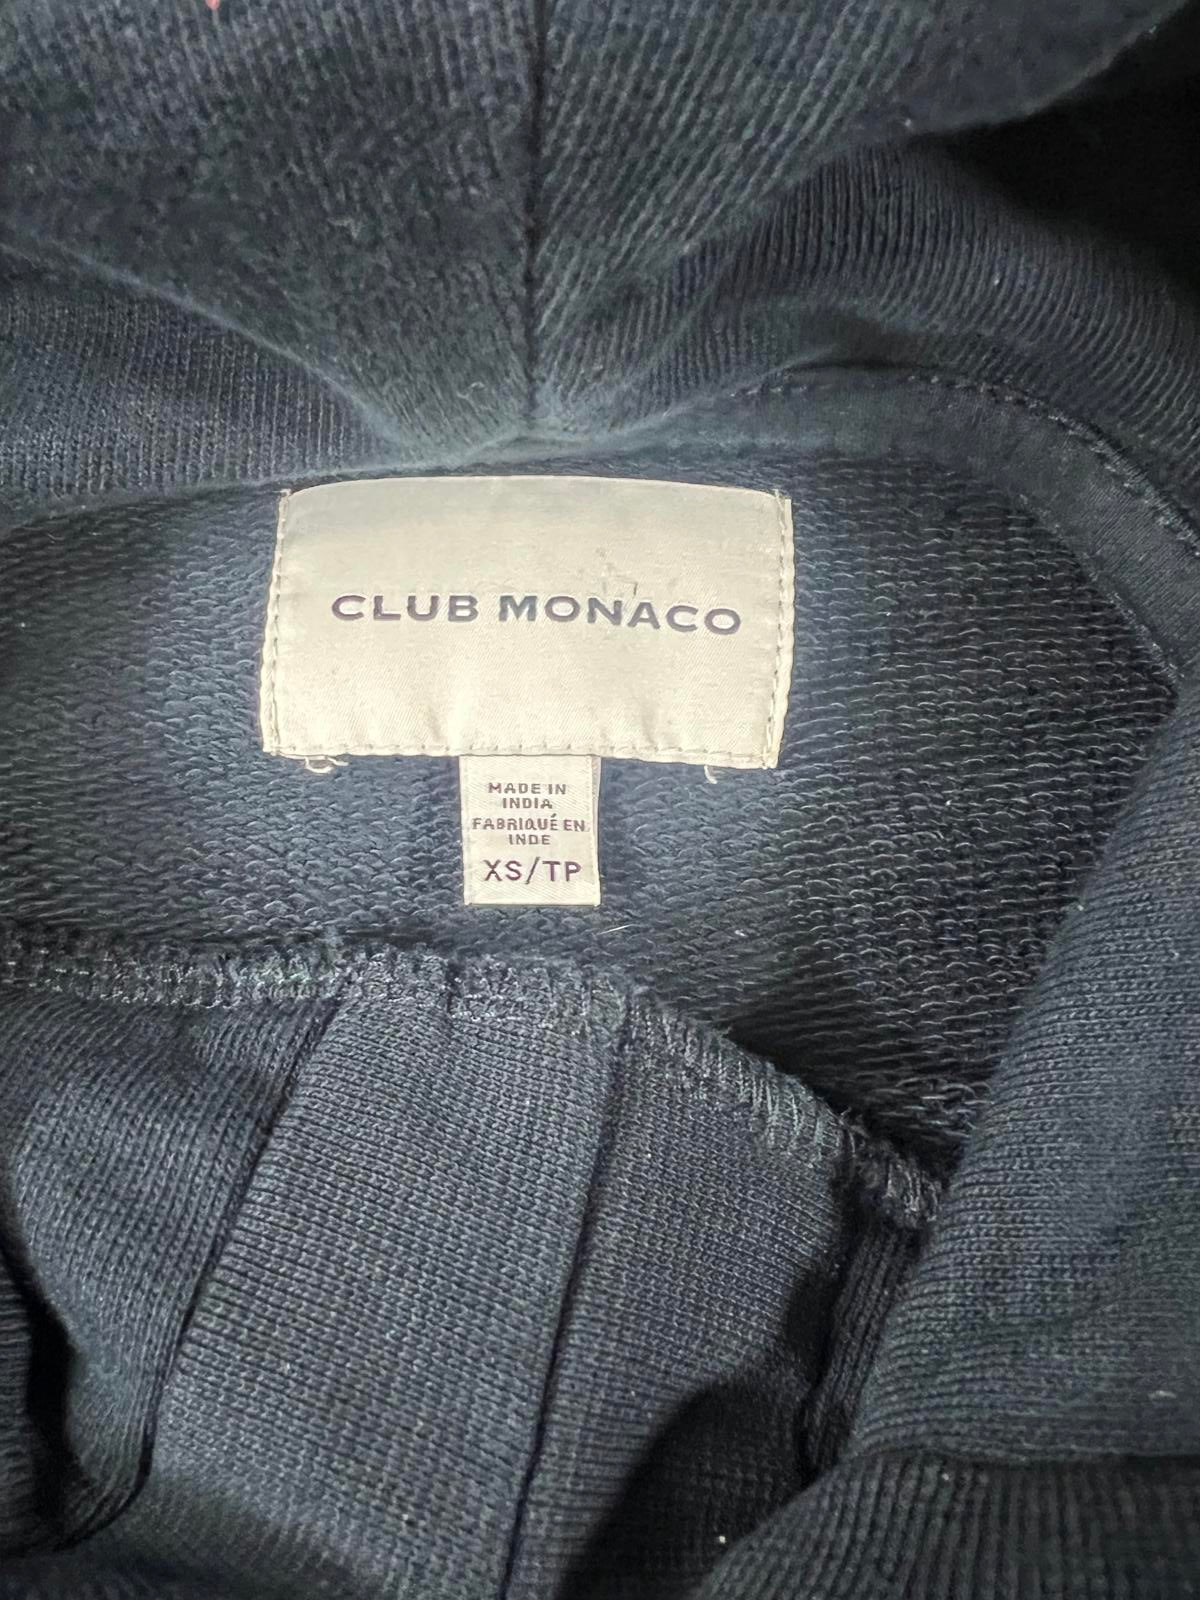 CLUB MONACO
MADE IN
INDIA
FABRIQUÉ EN
INDE
XS/TP